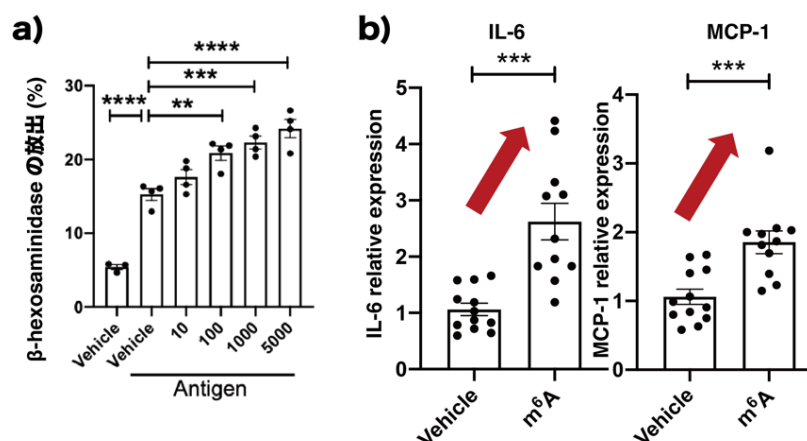 a)
β-hexosaminidase の放出 (%)
****
***
****
**
30
20
10
0
Vehicle
Vehicle
10
100
1000
5000
Antigen
b)
IL-6
***
IL-6 relative expression
5
4
3
2
1
0
Vehicle
m⁶A
MCP-1
***
MCP-1 relative expression
4
3
2
1
0
Vehicle
m⁶A